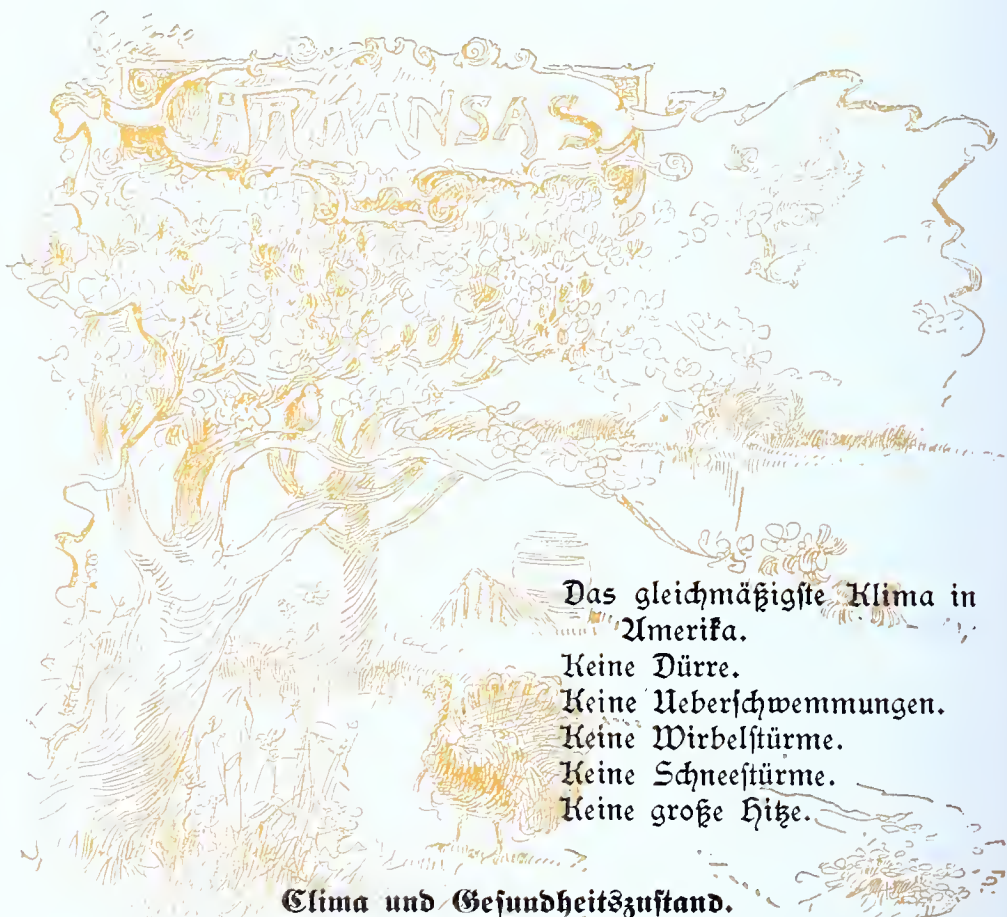 ARKANSAS
Das gleichmäßigste Klima in
Amerika.
Keine Dürre.
Keine Ueberschwemmungen.
Keine Wirbelstürme.
Keine Schneestürme.
Keine große Hitze.
Clima und Gesundheitszustand.